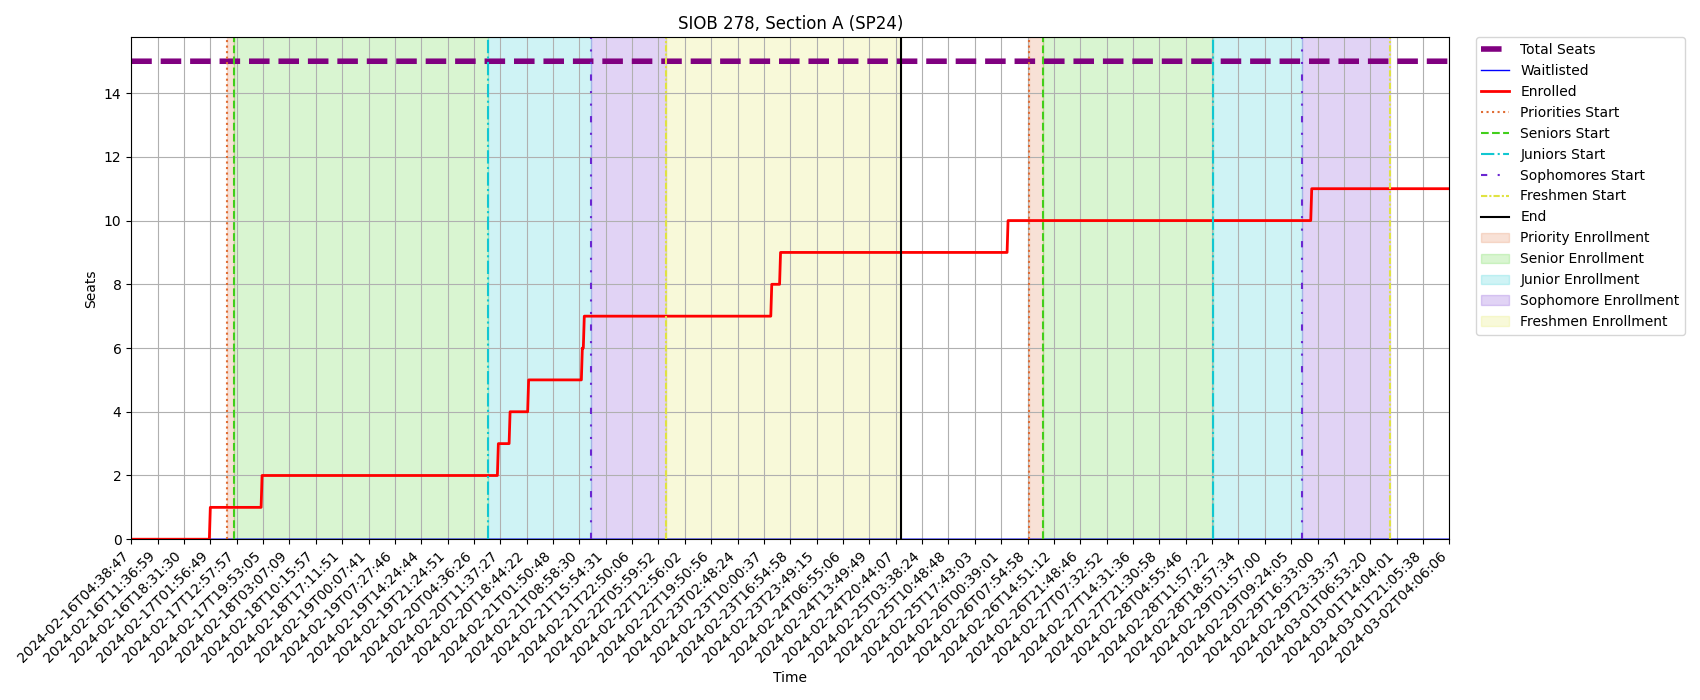 SIOB 278, Section A (SP24)
Seats
14
12
10
8
6
4
2
0
2024-02-16T04:38:47
2024-02-16T11:36:59
2024-02-16T18:31:30
2024-02-17T01:56:49
2024-02-17T12:57:57
2024-02-17T19:53:05
2024-02-18T03:07:09
2024-02-18T10:15:57
2024-02-18T17:11:51
2024-02-19T00:07:41
2024-02-19T07:27:46
2024-02-19T14:24:44
2024-02-19T21:24:51
2024-02-20T04:36:26
2024-02-20T11:37:27
2024-02-20T18:44:22
2024-02-21T01:50:48
2024-02-21T08:58:30
2024-02-21T15:54:31
2024-02-21T22:50:06
2024-02-22T05:59:52
2024-02-22T12:56:02
2024-02-22T19:50:56
2024-02-23T02:48:24
2024-02-23T10:00:37
2024-02-23T16:54:58
2024-02-23T23:49:15
2024-02-24T06:55:06
2024-02-24T13:49:49
2024-02-24T20:44:07
2024-02-25T03:38:24
2024-02-25T10:48:48
2024-02-25T17:43:03
2024-02-26T00:39:01
2024-02-26T07:54:58
2024-02-26T14:51:12
2024-02-26T21:48:46
2024-02-27T07:32:52
2024-02-27T14:31:36
2024-02-27T21:30:58
2024-02-28T04:55:46
2024-02-28T11:57:22
2024-02-28T18:57:34
2024-02-29T01:57:00
2024-02-29T09:24:05
2024-02-29T16:33:00
2024-02-29T23:33:37
2024-03-01T06:53:20
2024-03-01T14:04:01
2024-03-01T21:05:38
2024-03-02T04:06:06
Time
Total Seats
Waitlisted
Enrolled
Priorities Start
Seniors Start
Juniors Start
Sophomores Start
Freshmen Start
End
Priority Enrollment
Senior Enrollment
Junior Enrollment
Sophomore Enrollment
Freshmen Enrollment